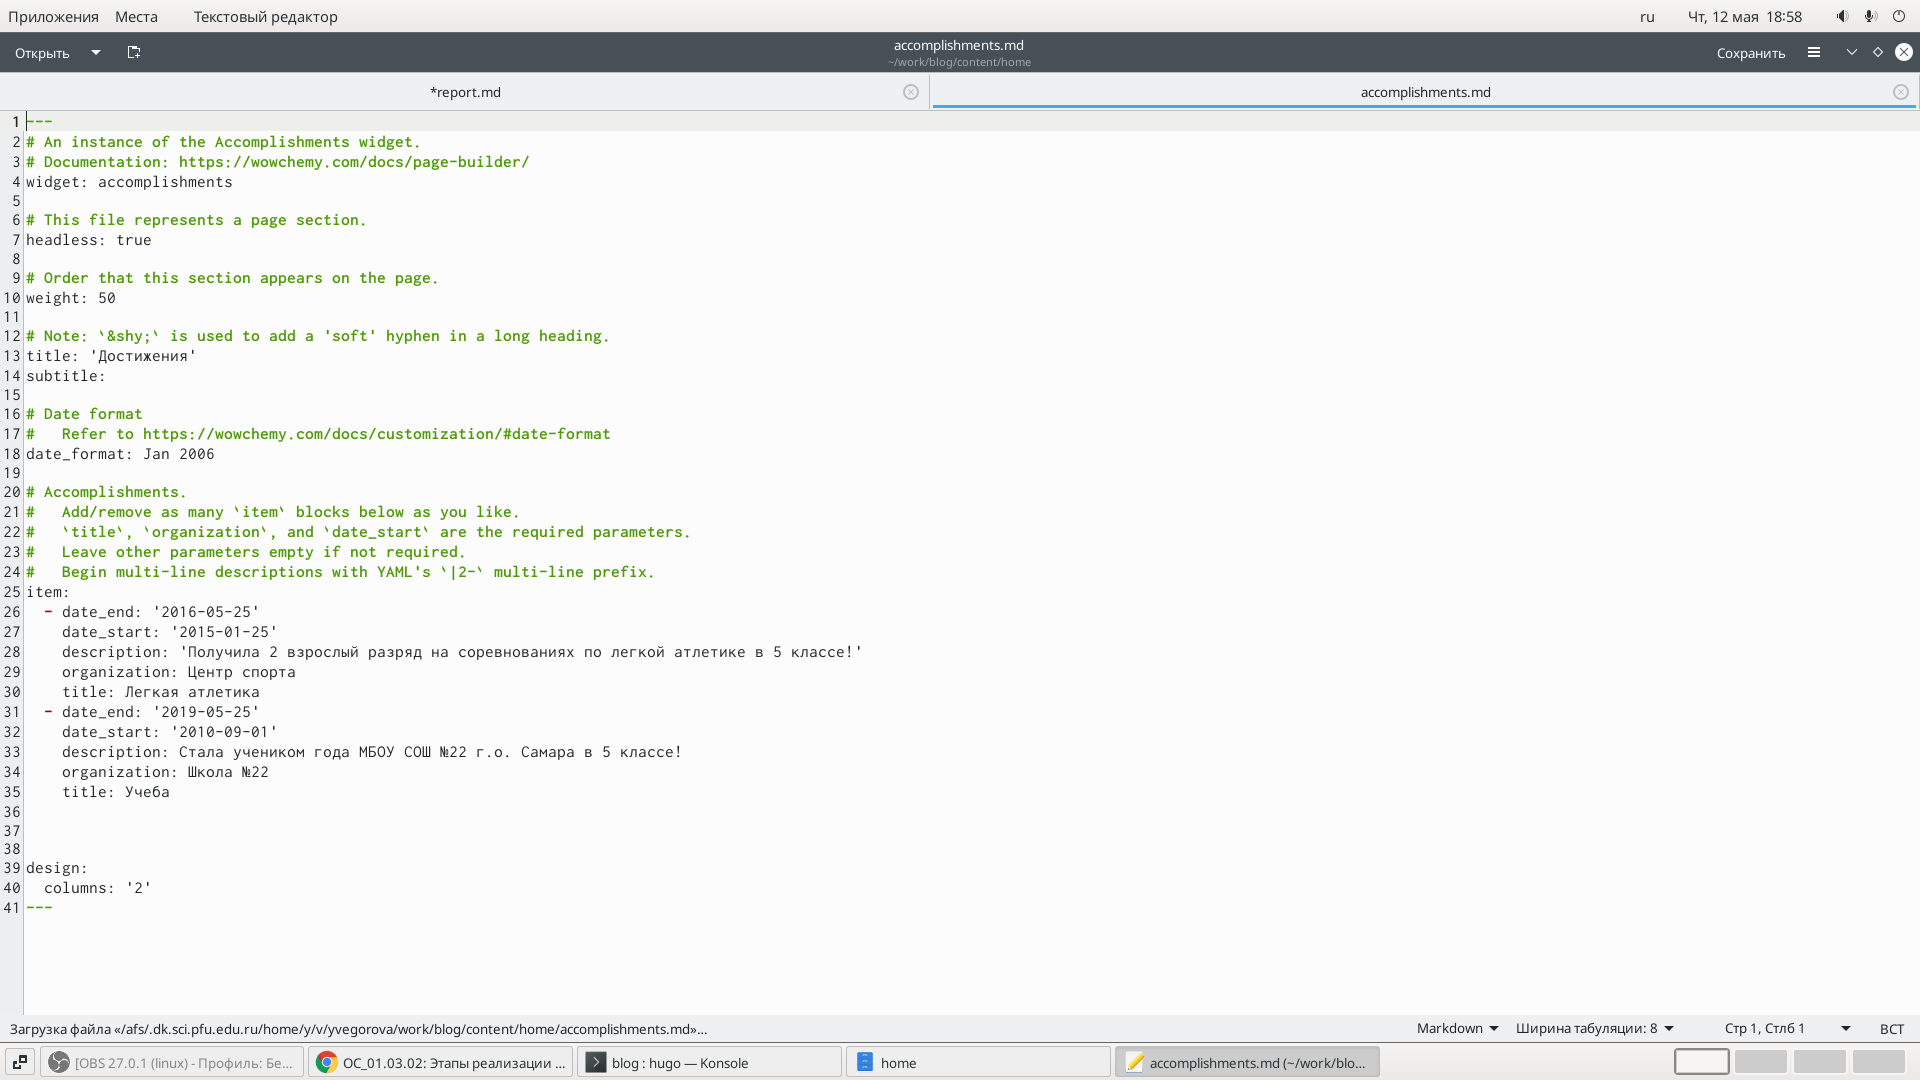 Приложения Места Текстовый редактор ru Чт, 12 мая 18:58
Открыть accomplishments.md Сохранить
~/work/blog/content/home
*report.md accomplishments.md
1 ---
2 # An instance of the Accomplishments widget.
3 # Documentation: https://wowchemy.com/docs/page-builder/
4 widget: accomplishments
5
6 # This file represents a page section.
7 headless: true
8
9 # Order that this section appears on the page.
10 weight: 50
11
12 # Note: `&shy;` is used to add a 'soft' hyphen in a long heading.
13 title: 'Достижения'
14 subtitle:
15
16 # Date format
17 #   Refer to https://wowchemy.com/docs/customization/#date-format
18 date_format: Jan 2006
19
20 # Accomplishments.
21 #   Add/remove as many `item` blocks below as you like.
22 #   `title`, `organization`, and `date_start` are the required parameters.
23 #   Leave other parameters empty if not required.
24 #   Begin multi-line descriptions with YAML's `|2-` multi-line prefix.
25 item:
26   - date_end: '2016-05-25'
27     date_start: '2015-01-25'
28     description: 'Получила 2 взрослый разряд на соревнованиях по легкой атлетике в 5 классе!'
29     organization: Центр спорта
30     title: Легкая атлетика
31   - date_end: '2019-05-25'
32     date_start: '2010-09-01'
33     description: Стала учеником года МБОУ СОШ №22 г.о. Самара в 5 классе!
34     organization: Школа №22
35     title: Учеба
36
37
38
39 design:
40   columns: '2'
41 ---
Загрузка файла «/afs/.dk.sci.pfu.edu.ru/home/y/v/yvegorova/work/blog/content/home/accomplishments.md»... Markdown Ширина табуляции: 8 Стр 1, Стлб 1 ВСТ
[OBS 27.0.1 (linux) - Профиль: Бе... ОС_01.03.02: Этапы реализации ... blog : hugo — Konsole home accomplishments.md (~/work/blo...